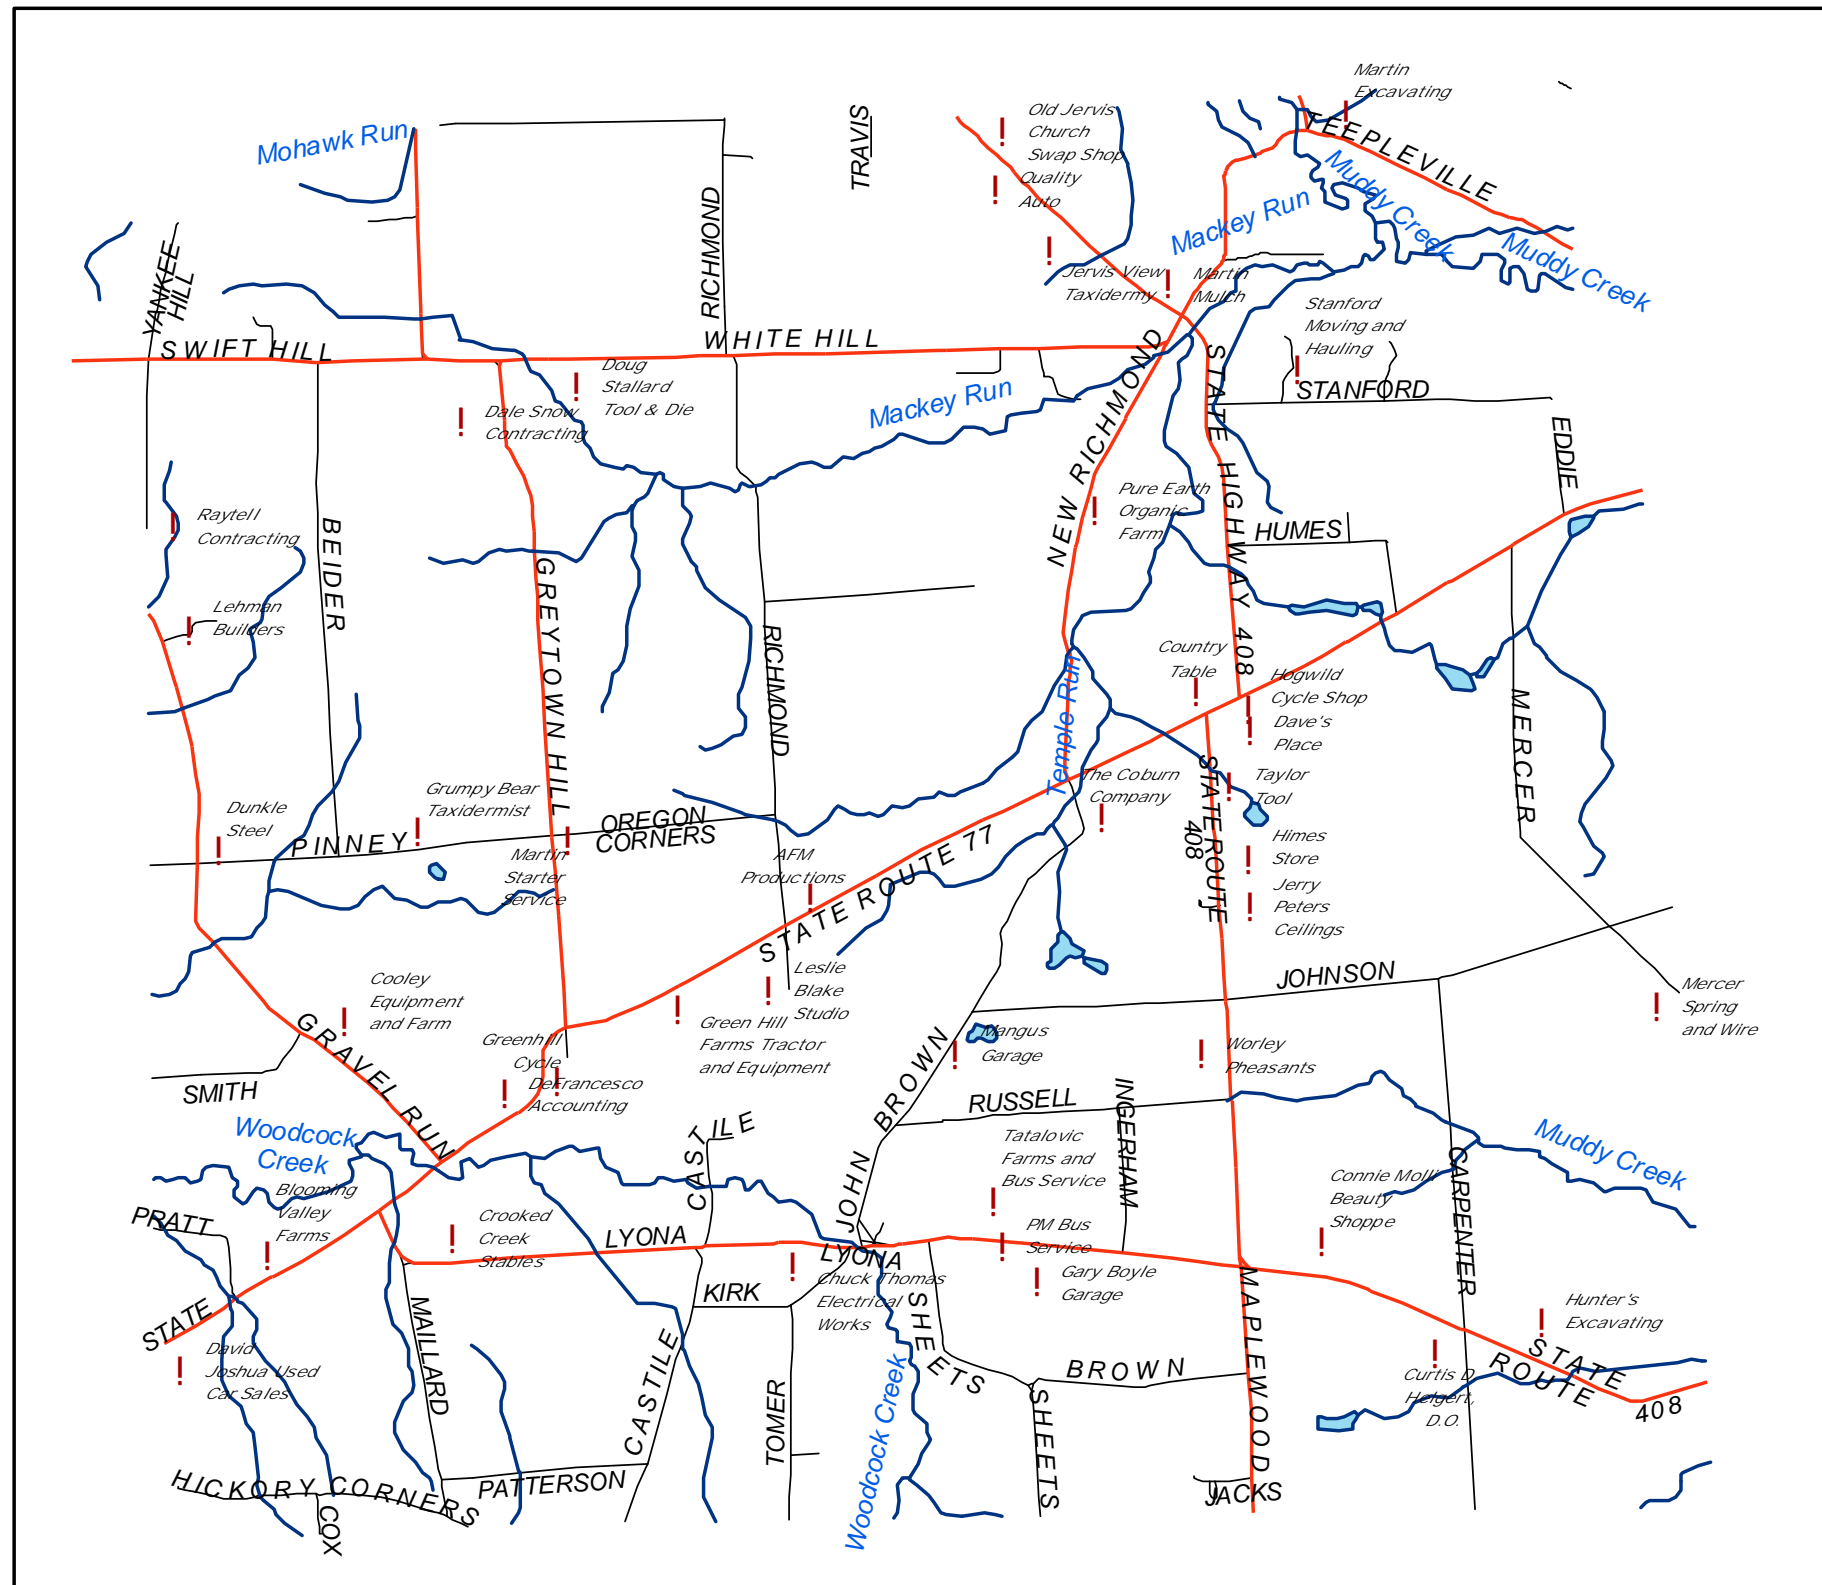 Martin
Excavating
Old Jervis
Church
Swap Shop
Quality
Auto
TEEPLEVILLE
Mohawk Run
TRAVIS
RICHMOND
Muddy Creek
Mackey Run
Muddy Creek
YANKEE
HILL
Jervis View
Taxidermy
Martin
Mulch
Stanford
Moving and
Hauling
SWIFT HILL
WHITE HILL
Doug
Stallard
Tool & Die
Dale Snow
Contracting
Mackey Run
NEW RICHMOND
STATE HIGHWAY 408
STANFORD
EDDIE
Raytell
Contracting
BEIDER
Pure Earth
Organic
Farm
HUMES
GREYTOWN HILL
Lehman
Builders
RICHMOND
Country
Table
Hogwild
Cycle Shop
Dave's
Place
MERCER
Temple Run
Grumpy Bear
Taxidermist
The Coburn
Company
STATE ROUTE
408
Taylor
Tool
Dunkle
Steel
PINNEY
OREGON
CORNERS
Martin
Starter
Service
AFM
Productions
STATE ROUTE 77
Himes
Store
Jerry
Peters
Ceilings
Cooley
Equipment
and Farm
Leslie
Blake
Studio
JOHNSON
Mercer
Spring
and Wire
GRAVEL RUN
Greenhill
Cycle
Green Hill
Farms Tractor
and Equipment
Mangus
Garage
Worley
Pheasants
SMITH
DeFrancesco
Accounting
JOHN BROWN
RUSSELL
INGERHAM
Woodcock
Creek
CASTILE
Tatalovic
Farms and
Bus Service
Muddy Creek
CARPENTER
Connie Molli
Beauty
Shoppe
Blooming
Valley
Farms
PRATT
Crooked
Creek
Stables
LYONA
LYONA
PM Bus
Service
Gary Boyle
Garage
Chuck Thomas
Electrical
Works
KIRK
STATE
MAILLARD
CASTILE
SHEETS
MAPLEWOOD
Hunter's
Excavating
David
Joshua Used
Car Sales
TOMER
Woodcock Creek
BROWN
SHEETS
Curtis D
Helgert,
D.O.
STATE
ROUTE
408
HICKORY CORNERS
PATTERSON
COX
JACKS